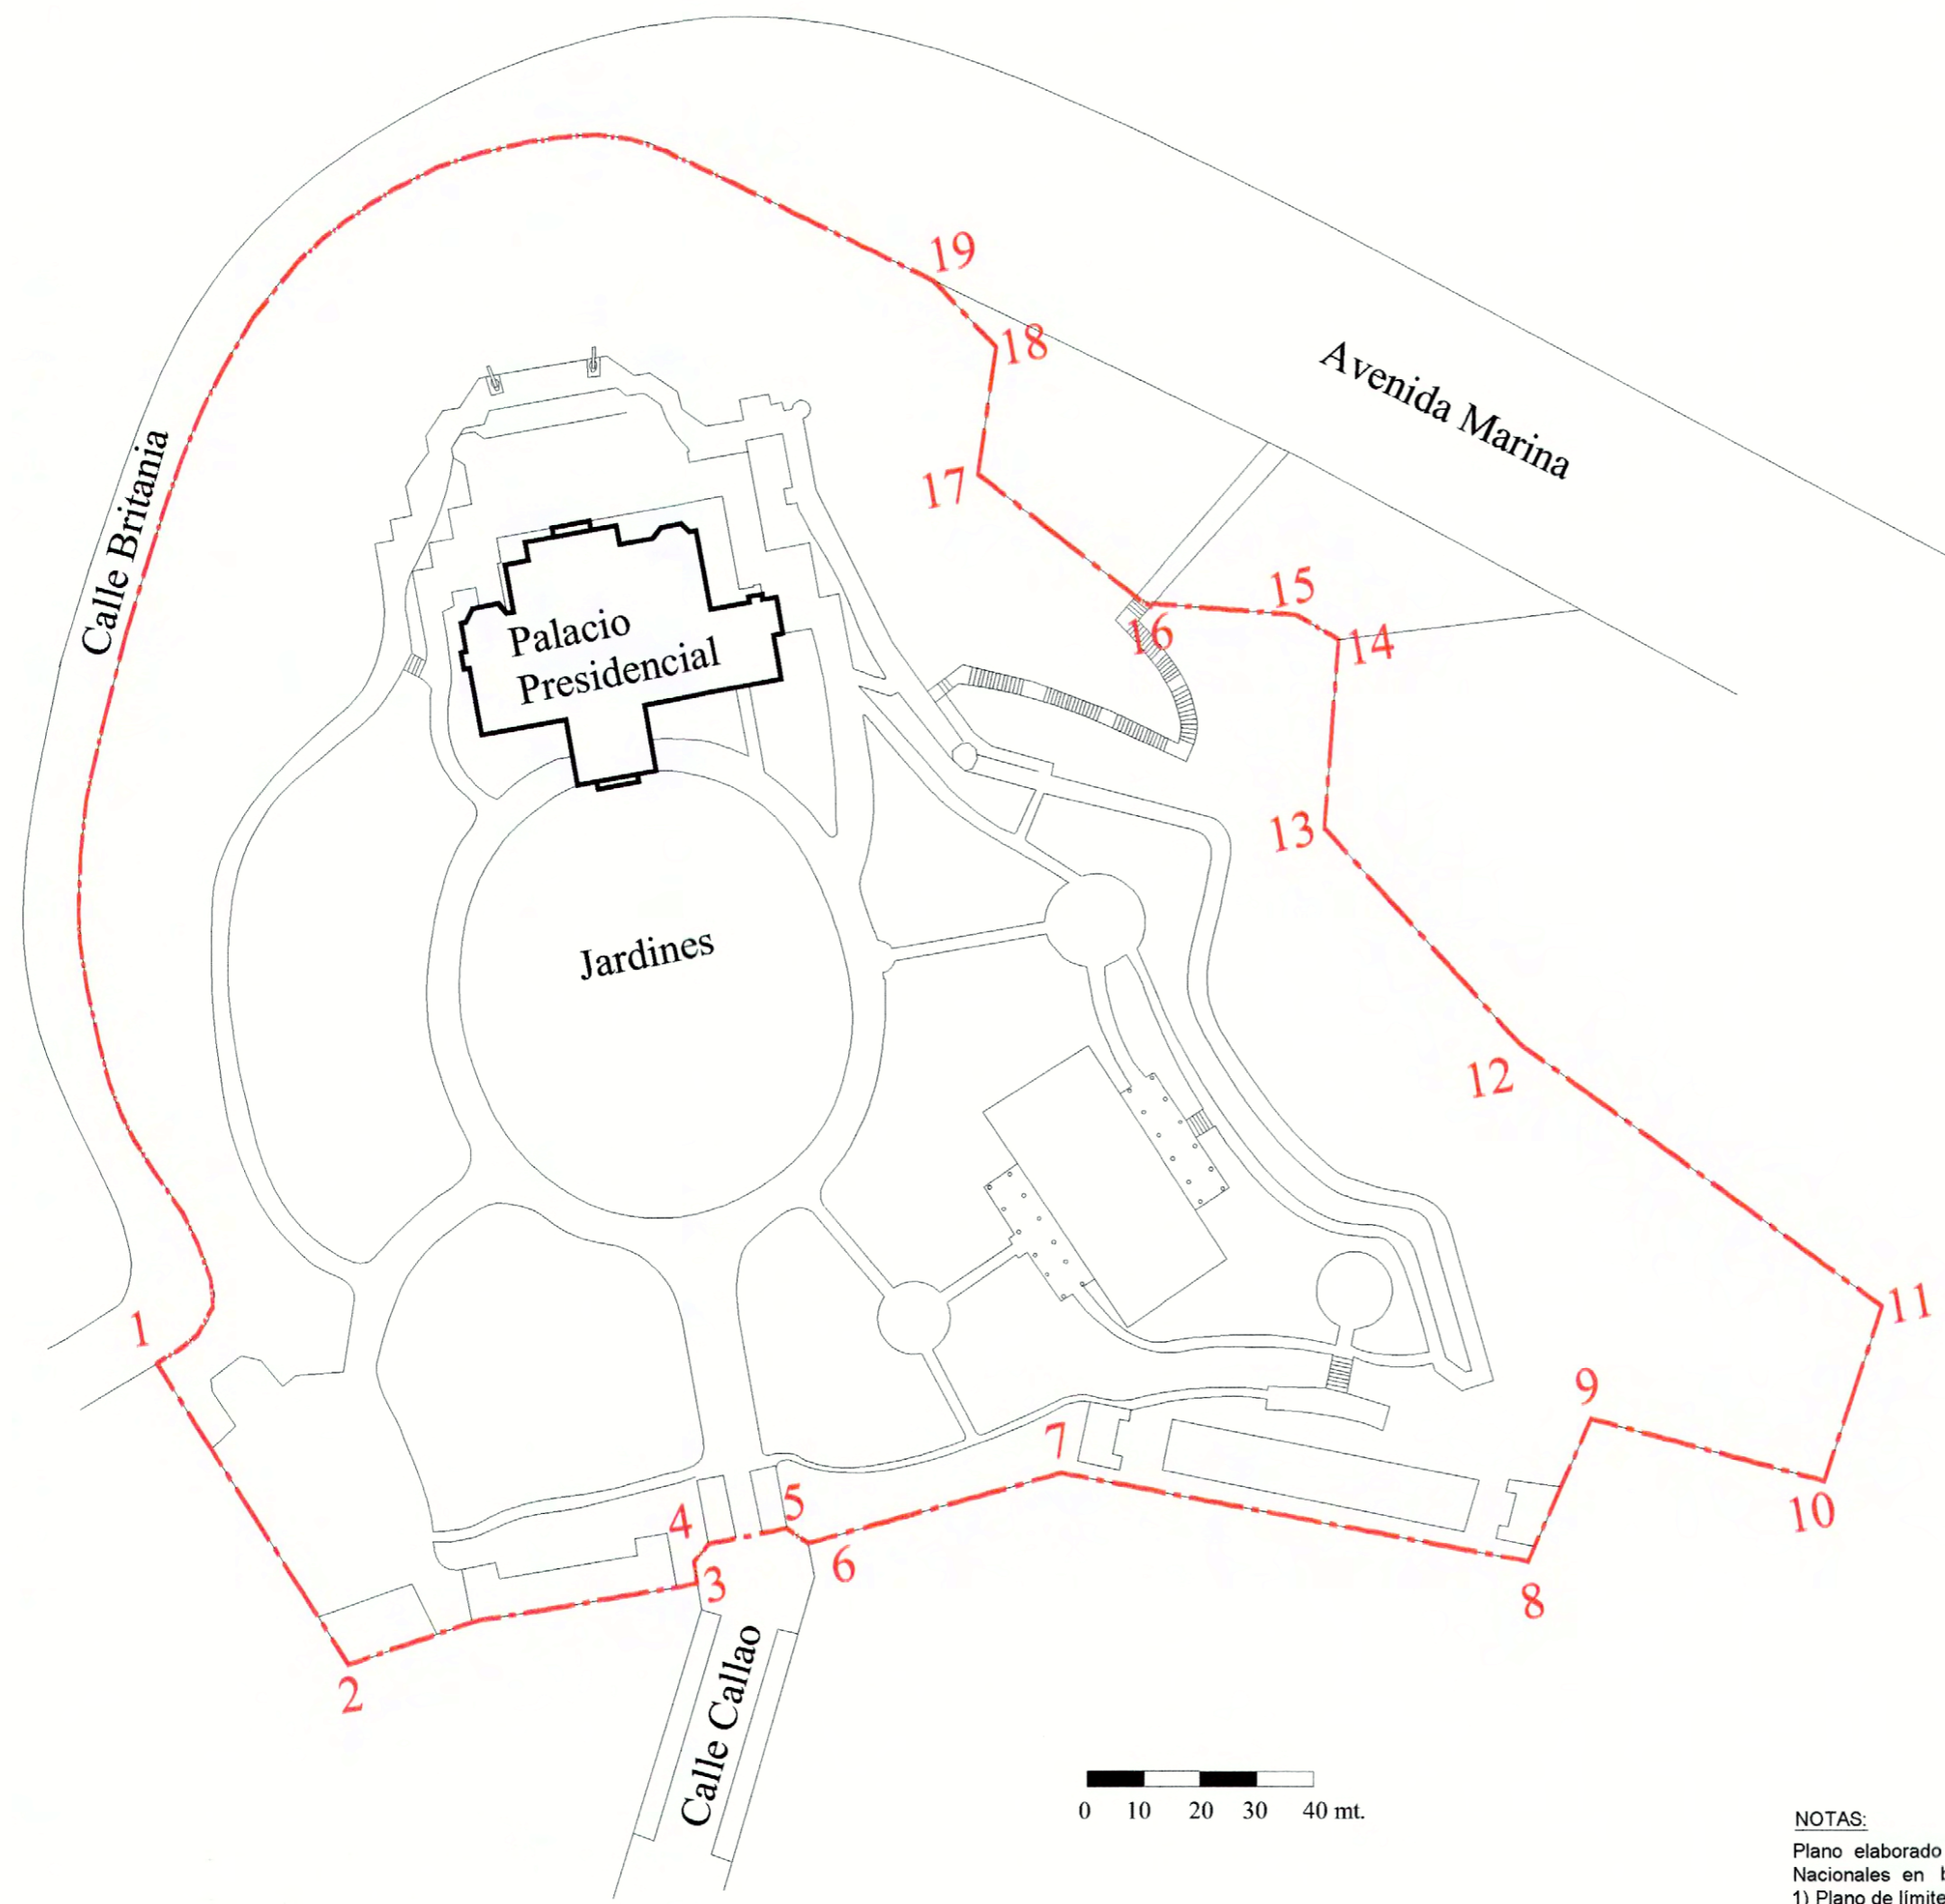 19
18
Avenida Marina
17
Calle Britania
15
16
14
Palacio
Presidencial
13
Jardines
12
11
1
9
7
10
5
4
6
3
8
2
Calle Callao
0 10 20 30 40 mt.
NOTAS:
Plano elaborado
Nacionales en
1) Plano de límite